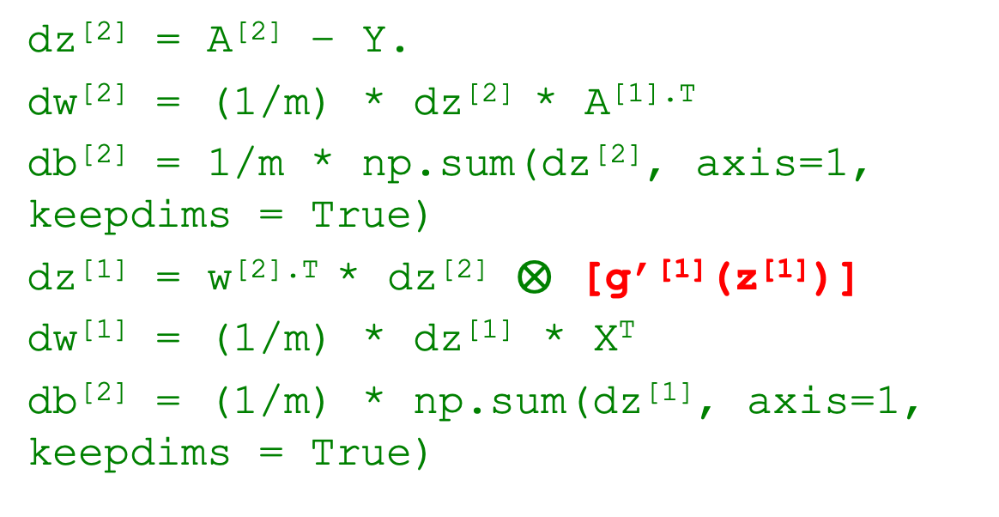 dz[2] = A[2] – Y.
dw[2] = (1/m) * dz[2] * A[1].T
db[2] = 1/m * np.sum(dz[2], axis=1,
keepdims = True)
dz[1] = w[2].T * dz[2] ⊗ [g’[1](z[1])]
dw[1] = (1/m) * dz[1] * XT
db[2] = (1/m) * np.sum(dz[1], axis=1,
keepdims = True)